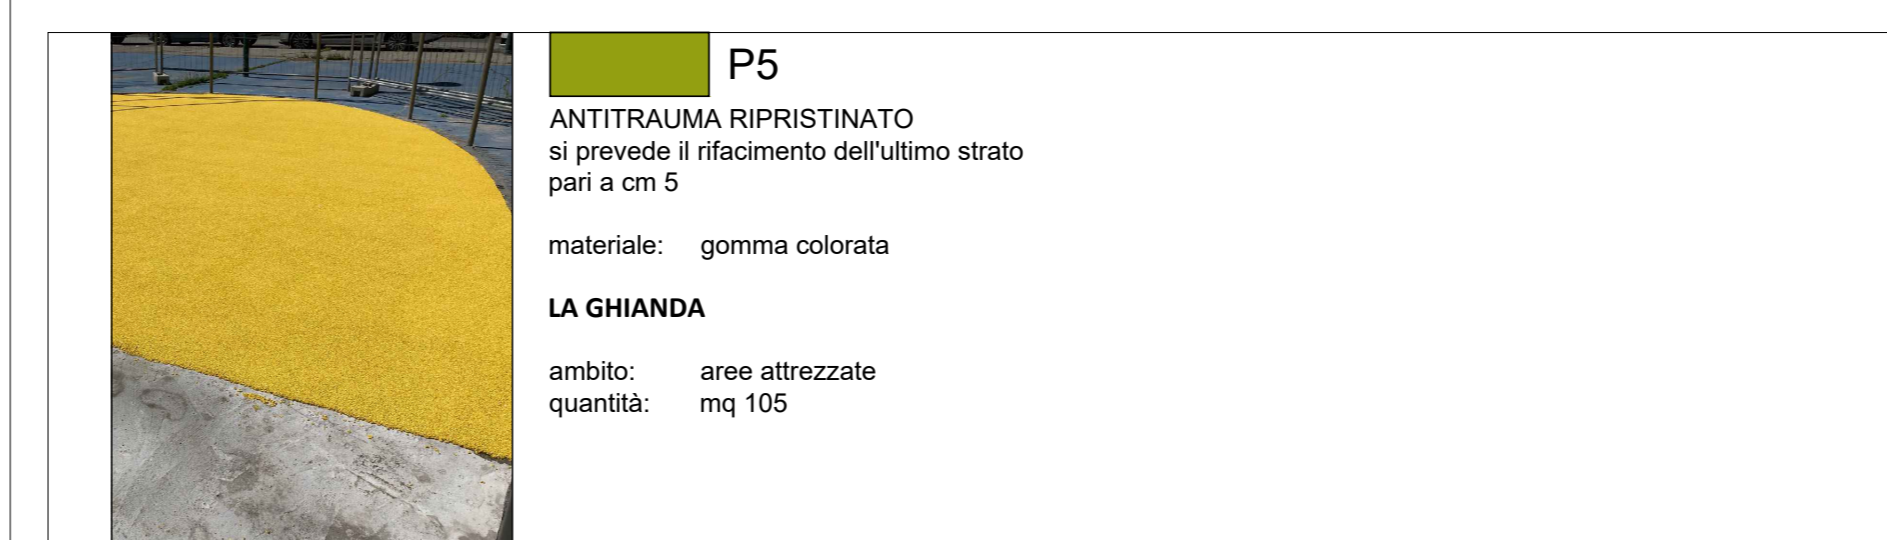 P5
ANTITRAUMA RIPRISTINATO
si prevede il rifacimento dell'ultimo strato
pari a cm 5
materiale: gomma colorata
LA GHIANDA
ambito: aree attrezzate
quantità: mq 105